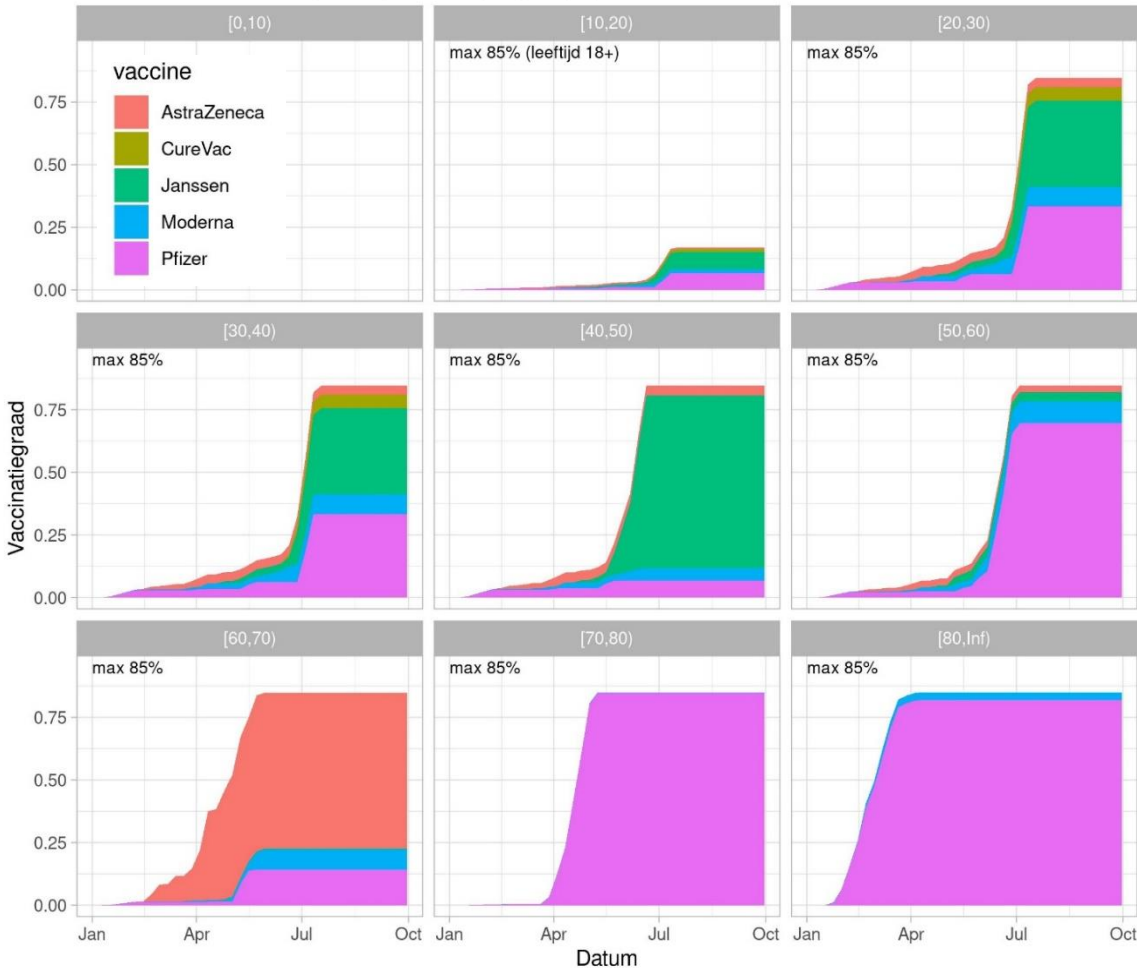 [0,10)
[10,20)
[20,30)
vaccine
AstraZeneca
CureVac
Janssen
Moderna
Pfizer
max 85% (leeftijd 18+)
max 85%
0.75
0.50
0.25
0.00
[30,40)
[40,50)
[50,60)
max 85%
max 85%
max 85%
0.75
0.50
0.25
0.00
Vaccinatiegraad
[60,70)
[70,80)
[80,Inf)
max 85%
max 85%
max 85%
0.75
0.50
0.25
0.00
Jan Apr Jul Oct
Jan Apr Jul Oct
Jan Apr Jul Oct
Datum